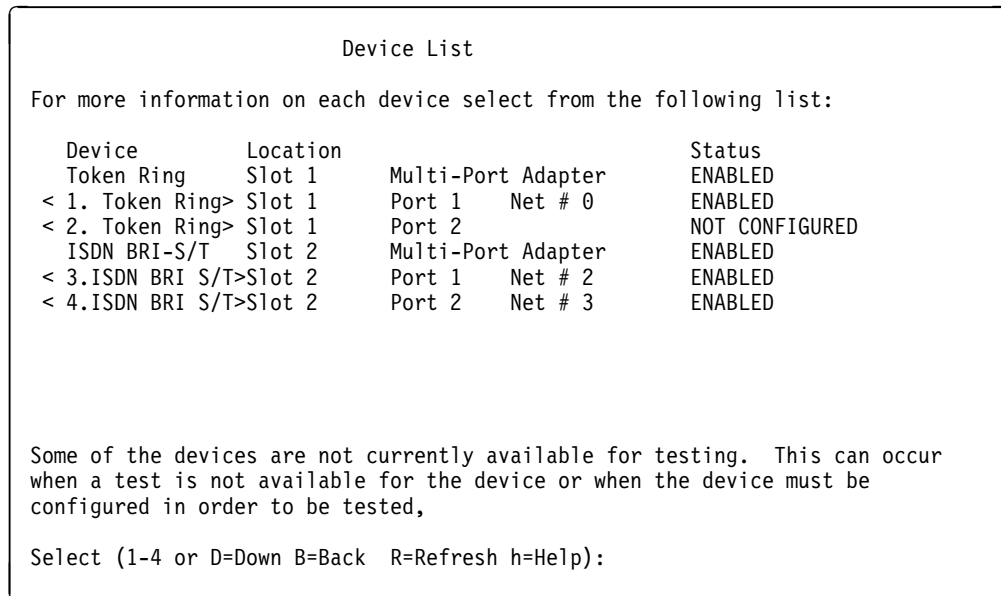 Device List
For more information on each device select from the following list:
Device Location Status
Token Ring Slot 1 Multi-Port Adapter ENABLED
< 1. Token Ring> Slot 1 Port 1 Net # 0 ENABLED
< 2. Token Ring> Slot 1 Port 2 NOT CONFIGURED
ISDN BRI-S/T Slot 2 Multi-Port Adapter ENABLED
< 3.ISDN BRI S/T>Slot 2 Port 1 Net # 2 ENABLED
< 4.ISDN BRI S/T>Slot 2 Port 2 Net # 3 ENABLED
Some of the devices are not currently available for testing. This can occur
when a test is not available for the device or when the device must be
configured in order to be tested,
Select (1-4 or D=Down B=Back R=Refresh h=Help):